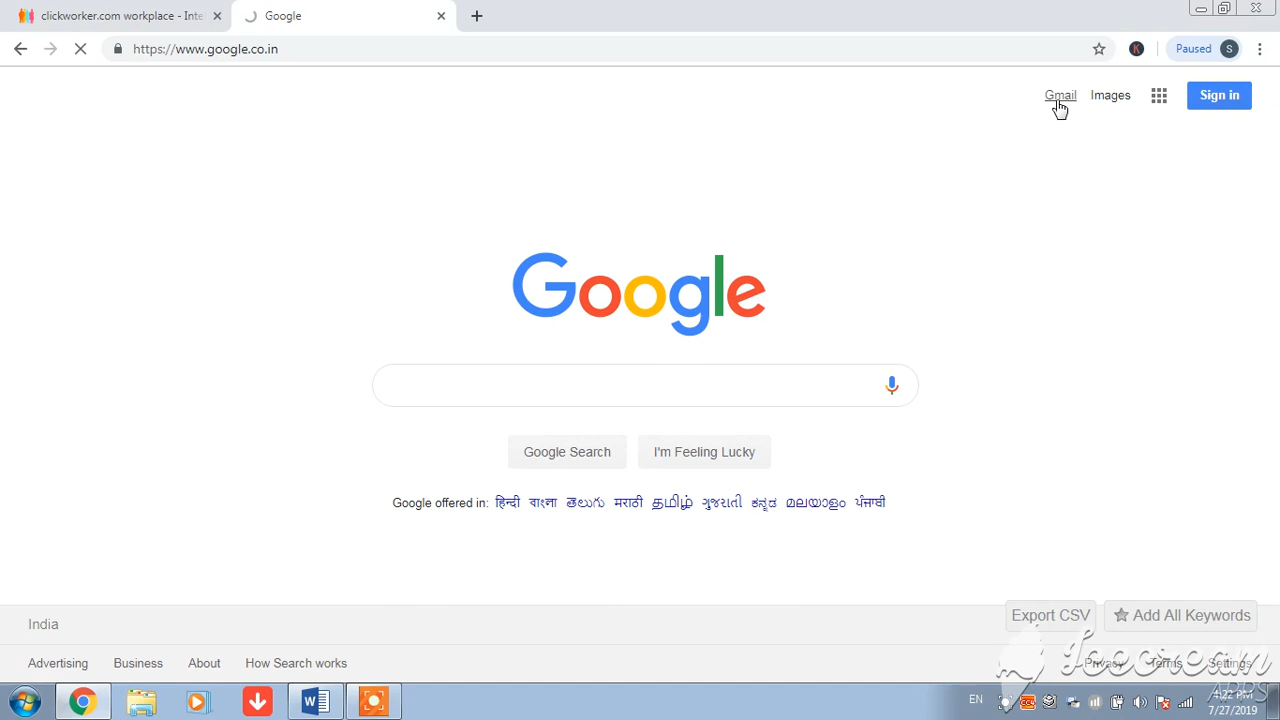 clickworker.com workplace - Inte
Google
https://www.google.co.in
Paused S
Gmail Images Sign in
Google
Google Search I'm Feeling Lucky
Google offered in: हिन्दी বাংলা తెలుగు मराठी தமிழ் ગુજરાતી ಕನ್ನಡ മലയാളം ਪੰਜਾਬੀ
Export CSV Add All Keywords
India
Icecream
APPS
Advertising Business About How Search works Privacy Terms Settings
EN
4:22 PM
7/27/2019